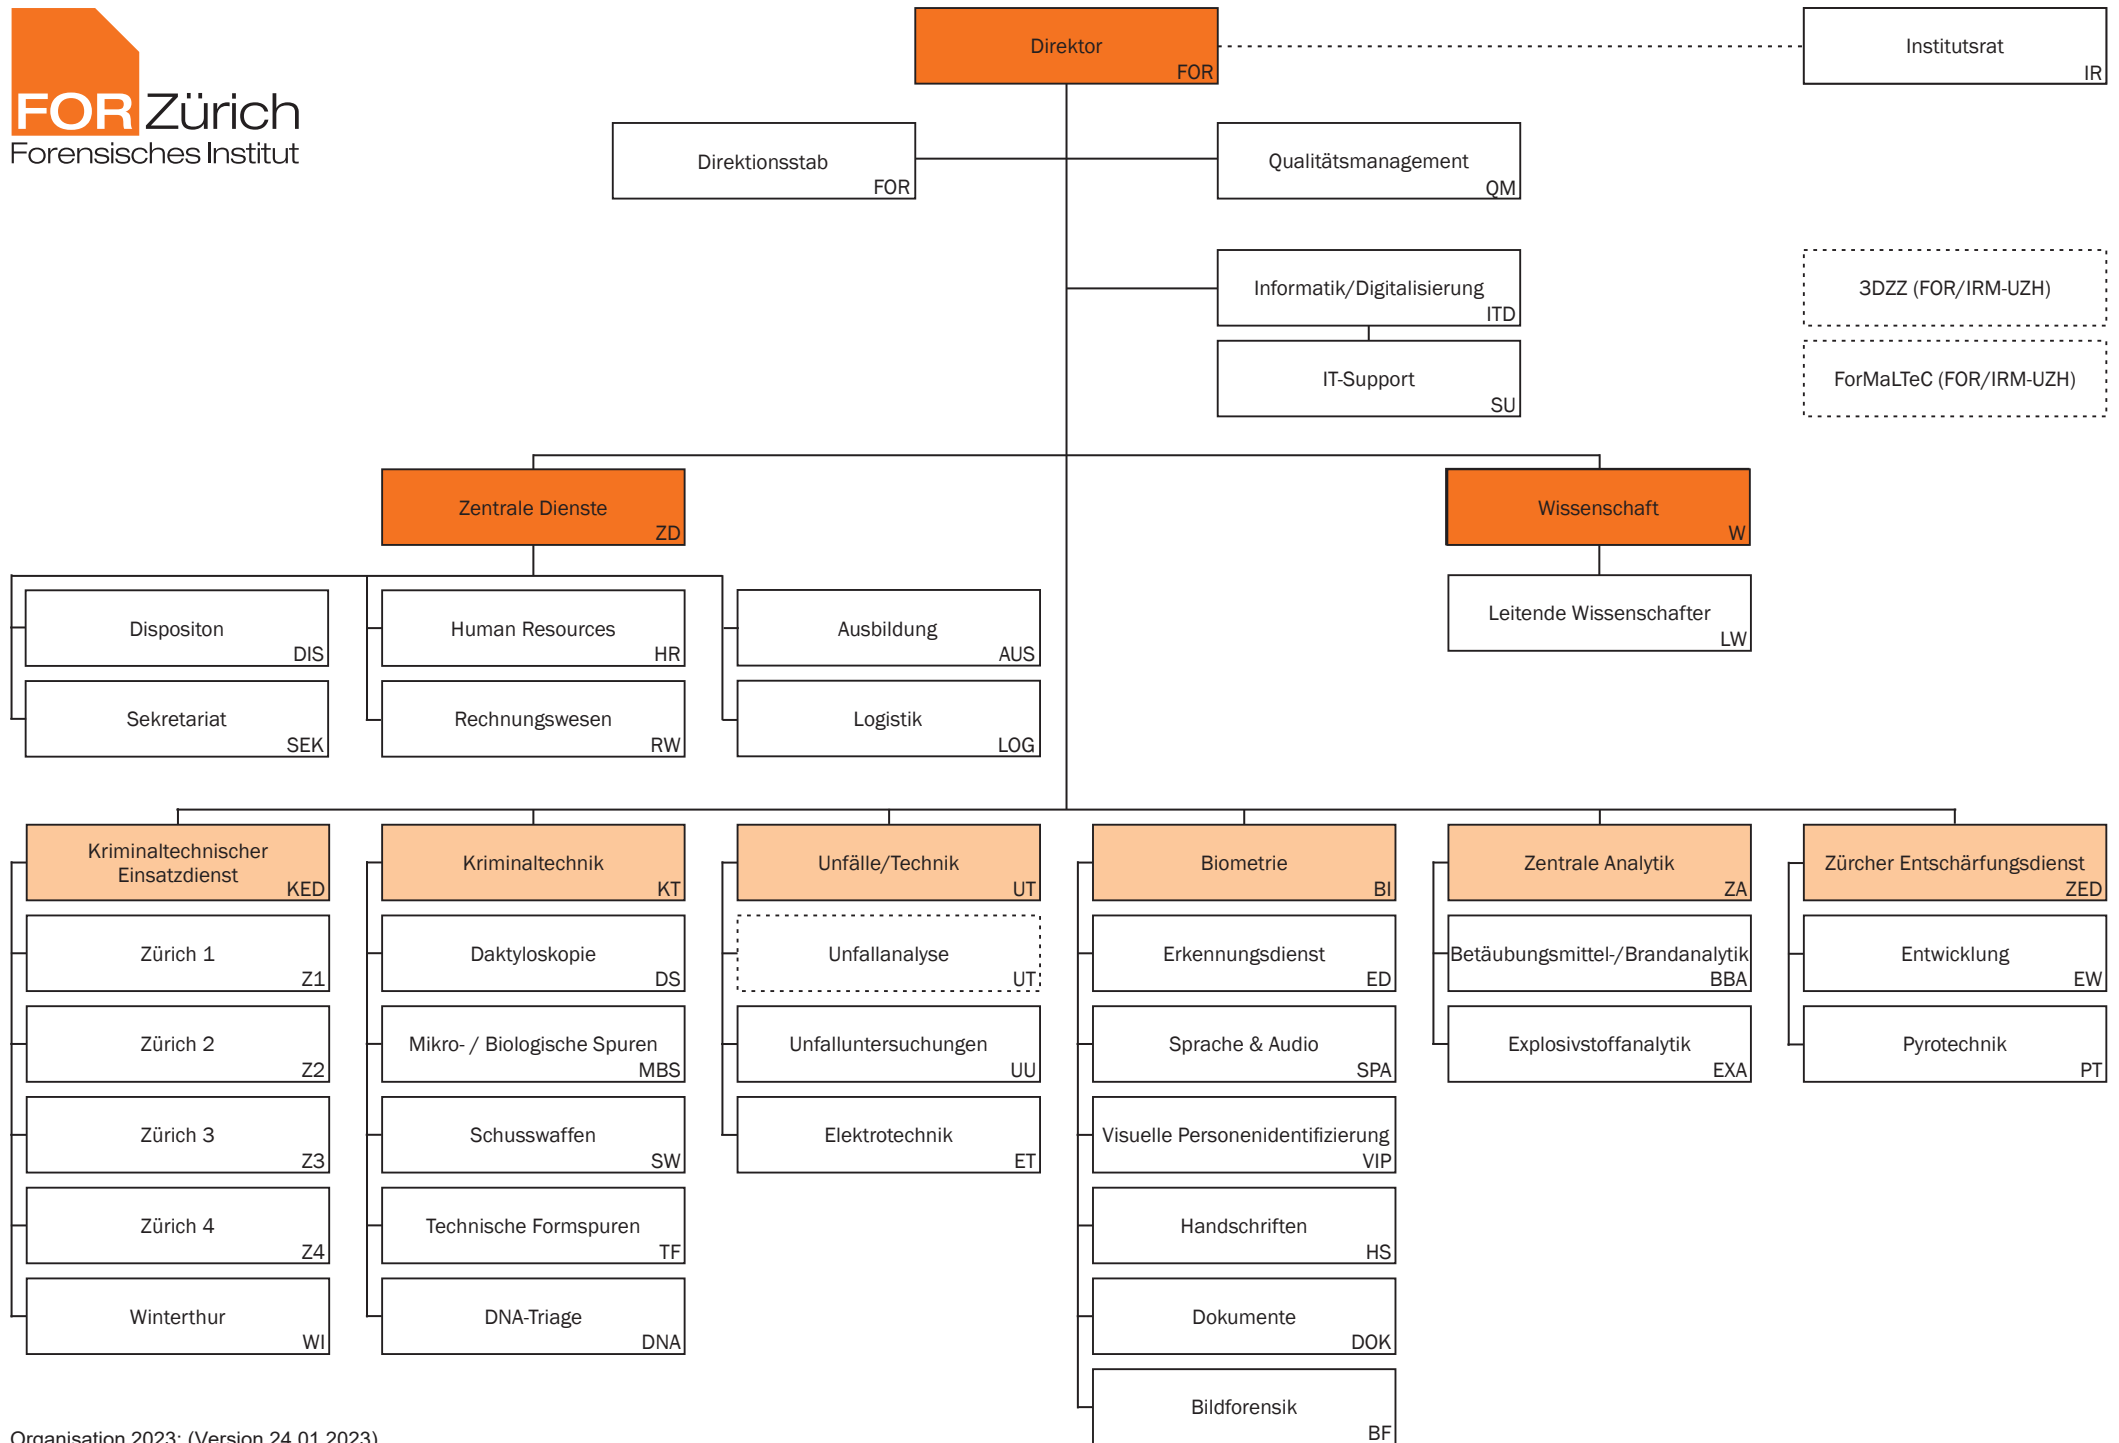 FOR Zürich
Forensisches Institut
Direktor
FOR
Institutsrat
IR
Direktionsstab
FOR
Qualitätsmanagement
QM
Informatik/Digitalisierung
ITD
3DZZ (FOR/IRM-UZH)
IT-Support
SU
ForMaLTeC (FOR/IRM-UZH)
Zentrale Dienste
ZD
Wissenschaft
W
Dispositon
DIS
Human Resources
HR
Ausbildung
AUS
Leitende Wissenschafter
LW
Sekretariat
SEK
Rechnungswesen
RW
Logistik
LOG
Kriminaltechnischer
Einsatzdienst
KED
Kriminaltechnik
KT
Unfälle/Technik
UT
Biometrie
BI
Zentrale Analytik
ZA
Zürcher Entschärfungsdienst
ZED
Zürich 1
Z1
Daktyloskopie
DS
Unfallanalyse
UT
Erkennungsdienst
ED
Betäubungsmittel-/Brandanalytik
BBA
Entwicklung
EW
Zürich 2
Z2
Mikro- / Biologische Spuren
MBS
Unfalluntersuchungen
UU
Sprache & Audio
SPA
Explosivstoffanalytik
EXA
Pyrotechnik
PT
Zürich 3
Z3
Schusswaffen
SW
Elektrotechnik
ET
Visuelle Personenidentifizierung
VIP
Zürich 4
Z4
Technische Formspuren
TF
Handschriften
HS
Winterthur
WI
DNA-Triage
DNA
Dokumente
DOK
Bildforensik
BF
Organisation 2023; (Version 24.01.2023)